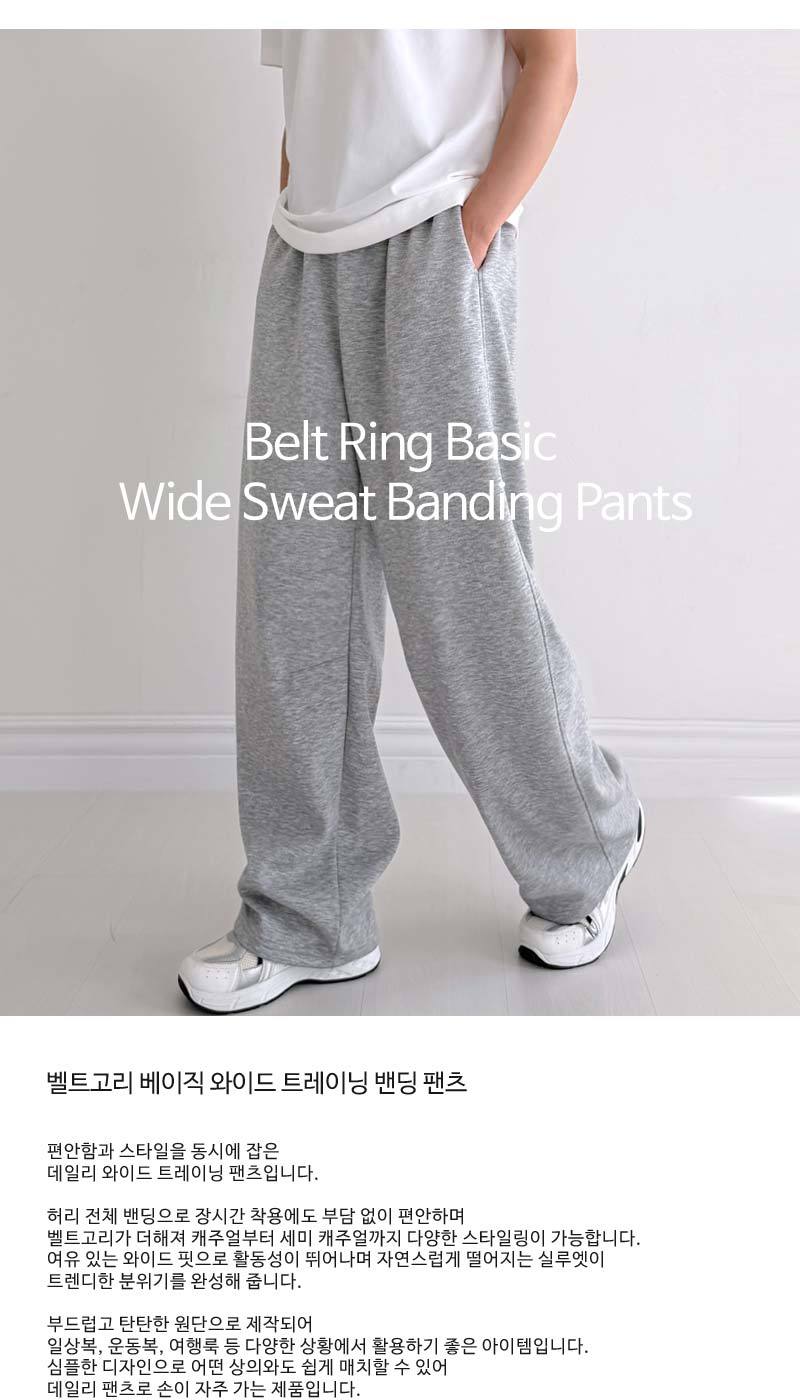 Belt Ring Basic
Wide Sweat Banding Pants
벨트고리 베이직 와이드 트레이닝 밴딩 팬츠
편안함과 스타일을 동시에 잡은
데일리 와이드 트레이닝 팬츠입니다.
허리 전체 밴딩으로 장시간 착용에도 부담 없이 편안하며
벨트고리가 더해져 캐주얼부터 세미 캐주얼까지 다양한 스타일링이 가능합니다.
여유 있는 와이드 핏으로 활동성이 뛰어나며 자연스럽게 떨어지는 실루엣이
트렌디한 분위기를 완성해 줍니다.
부드럽고 탄탄한 원단으로 제작되어
일상복, 운동복, 여행룩 등 다양한 상황에서 활용하기 좋은 아이템입니다.
심플한 디자인으로 어떤 상의와도 쉽게 매치할 수 있어
데일리 팬츠로 손이 자주 가는 제품입니다.